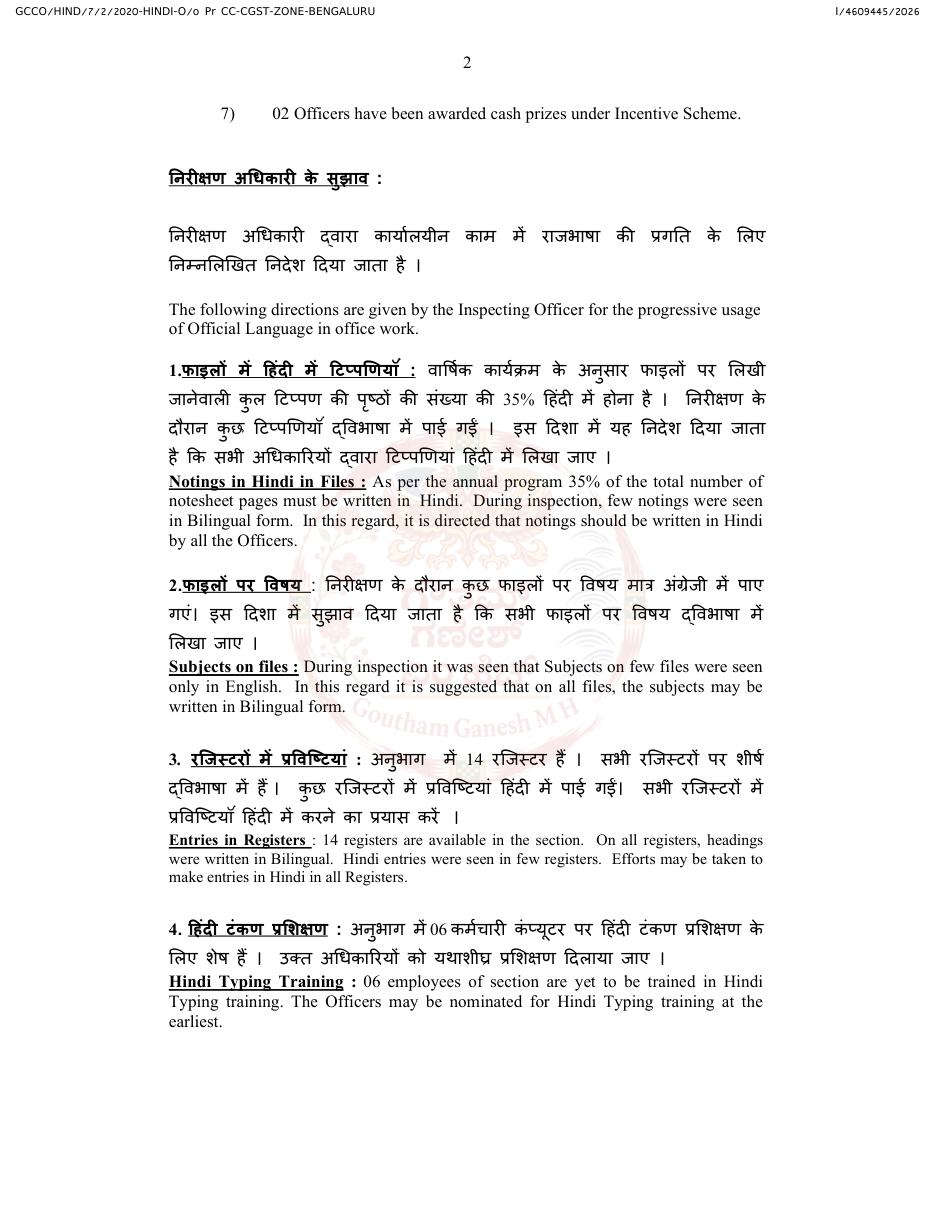 GCCO/HIND/7/2/2020-HINDI-O/o Pr CC-CGST-ZONE-BENGALURU
I/4609445/2026
2
7) 02 Officers have been awarded cash prizes under Incentive Scheme.
निरीक्षण अधिकारी के सुझाव :
निरीक्षण अधिकारी द्वारा कार्यालयीन काम में राजभाषा की प्रगति के लिए
निम्नलिखित निदेश दिया जाता है ।
The following directions are given by the Inspecting Officer for the progressive usage
of Official Language in office work.
1.फाइलों में हिंदी में टिप्पणियॉ : वार्षिक कार्यक्रम के अनुसार फाइलों पर लिखी
जानेवाली कुल टिप्पण की पृष्ठों की संख्या की 35% हिंदी में होना है । निरीक्षण के
दौरान कुछ टिप्पणियॉ द्विभाषा में पाई गई । इस दिशा में यह निदेश दिया जाता
है कि सभी अधिकारियों द्वारा टिप्पणियां हिंदी में लिखा जाए ।
Notings in Hindi in Files : As per the annual program 35% of the total number of
notesheet pages must be written in Hindi. During inspection, few notings were seen
in Bilingual form. In this regard, it is directed that notings should be written in Hindi
by all the Officers.
2.फाइलों पर विषय : निरीक्षण के दौरान कुछ फाइलों पर विषय मात्र अंग्रेजी में पाए
गएं। इस दिशा में सुझाव दिया जाता है कि सभी फाइलों पर विषय द्विभाषा में
लिखा जाए ।
Subjects on files : During inspection it was seen that Subjects on few files were seen
only in English. In this regard it is suggested that on all files, the subjects may be
written in Bilingual form.
ಗೌತಮ್
ಗಣೇಶ್
ಎಂ ಹೆಚ್
Goutham Ganesh M H
3. रजिस्टरों में प्रविष्टियां : अनुभाग में 14 रजिस्टर हैं । सभी रजिस्टरों पर शीर्ष
द्विभाषा में हैं । कुछ रजिस्टरों में प्रविष्टियां हिंदी में पाई गईं। सभी रजिस्टरों में
प्रविष्टियॉ हिंदी में करने का प्रयास करें ।
Entries in Registers : 14 registers are available in the section. On all registers, headings
were written in Bilingual. Hindi entries were seen in few registers. Efforts may be taken to
make entries in Hindi in all Registers.
4. हिंदी टंकण प्रशिक्षण : अनुभाग में 06 कर्मचारी कंप्यूटर पर हिंदी टंकण प्रशिक्षण के
लिए शेष हैं । उक्त अधिकारियों को यथाशीघ्र प्रशिक्षण दिलाया जाए ।
Hindi Typing Training : 06 employees of section are yet to be trained in Hindi
Typing training. The Officers may be nominated for Hindi Typing training at the
earliest.